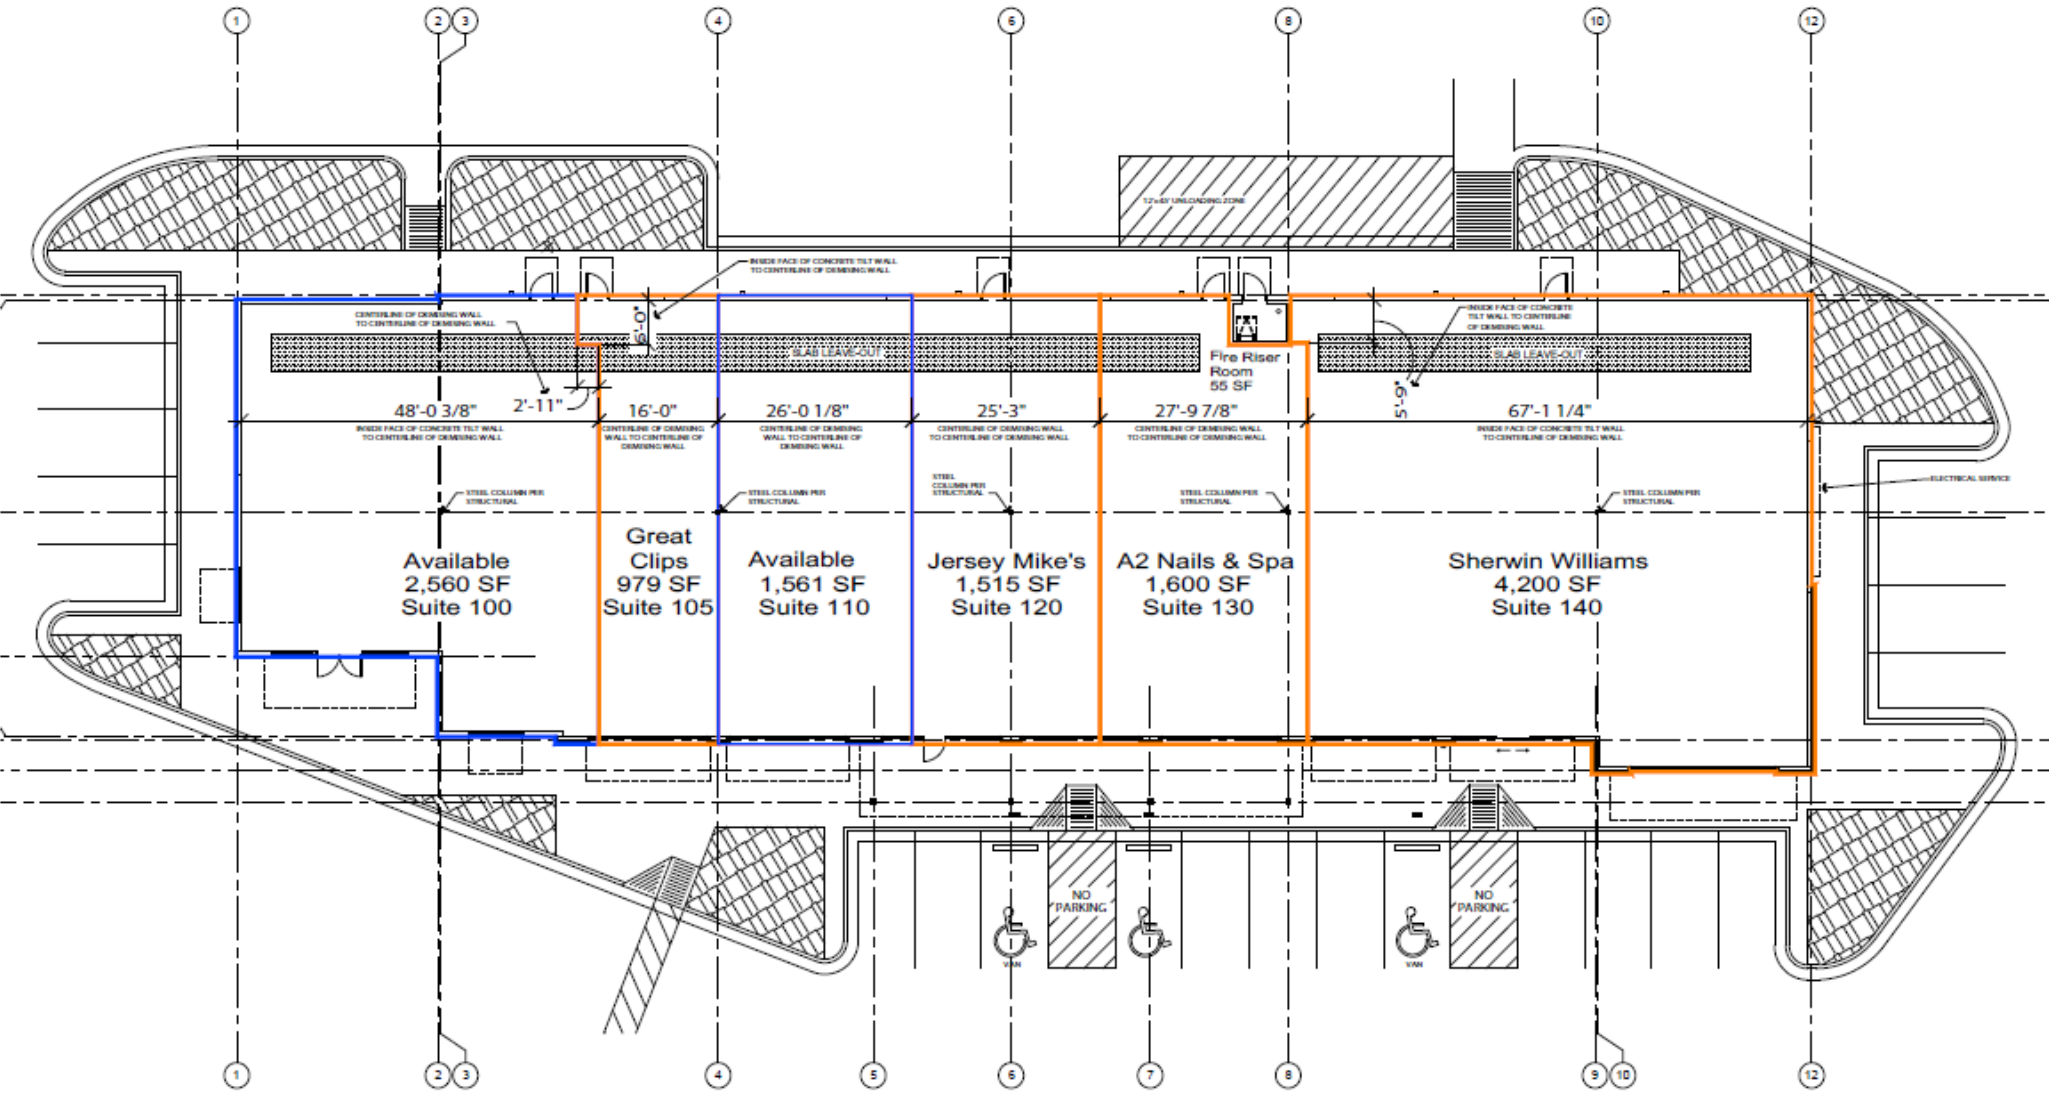 1
2
3
4
6
8
10
12
12'x45' UNLOADING ZONE
INSIDE FACE OF CONCRETE TILT WALL
TO CENTERLINE OF DEMISING WALL
CENTERLINE OF DEMISING WALL
TO CENTERLINE OF DEMISING WALL
6'-0"
INSIDE FACE OF CONCRETE
TILT WALL TO CENTERLINE
OF DEMISING WALL
SLAB LEAVE-OUT
SLAB LEAVE-OUT
Fire Riser
Room
55 SF
5'-9"
2'-11"
48'-0 3/8"
INSIDE FACE OF CONCRETE TILT WALL
TO CENTERLINE OF DEMISING WALL
16'-0"
CENTERLINE OF DEMISING
WALL TO CENTERLINE OF
DEMISING WALL
26'-0 1/8"
CENTERLINE OF DEMISING
WALL TO CENTERLINE OF
DEMISING WALL
25'-3"
CENTERLINE OF DEMISING WALL
TO CENTERLINE OF DEMISING WALL
27'-9 7/8"
CENTERLINE OF DEMISING WALL
TO CENTERLINE OF DEMISING WALL
67'-1 1/4"
INSIDE FACE OF CONCRETE TILT WALL
TO CENTERLINE OF DEMISING WALL
STEEL COLUMN PER
STRUCTURAL
STEEL COLUMN PER
STRUCTURAL
STEEL
COLUMN PER
STRUCTURAL
STEEL COLUMN PER
STRUCTURAL
STEEL COLUMN PER
STRUCTURAL
ELECTRICAL SERVICE
Available
2,560 SF
Suite 100
Great
Clips
979 SF
Suite 105
Available
1,561 SF
Suite 110
Jersey Mike's
1,515 SF
Suite 120
A2 Nails & Spa
1,600 SF
Suite 130
Sherwin Williams
4,200 SF
Suite 140
NO
PARKING
NO
PARKING
VAN
VAN
1
2
3
4
5
6
7
8
9
10
12